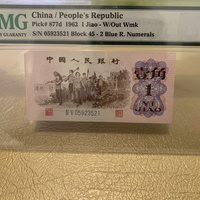 MG
GUARANTY
China / People's Republic
Pick# 877d 1962 1 Jiao - W/Out Wmk
S/N 05923521 Block 45 - 2 Blue R. Numerals
中国人民银行
壹角
1
YI
JIAO
05923521